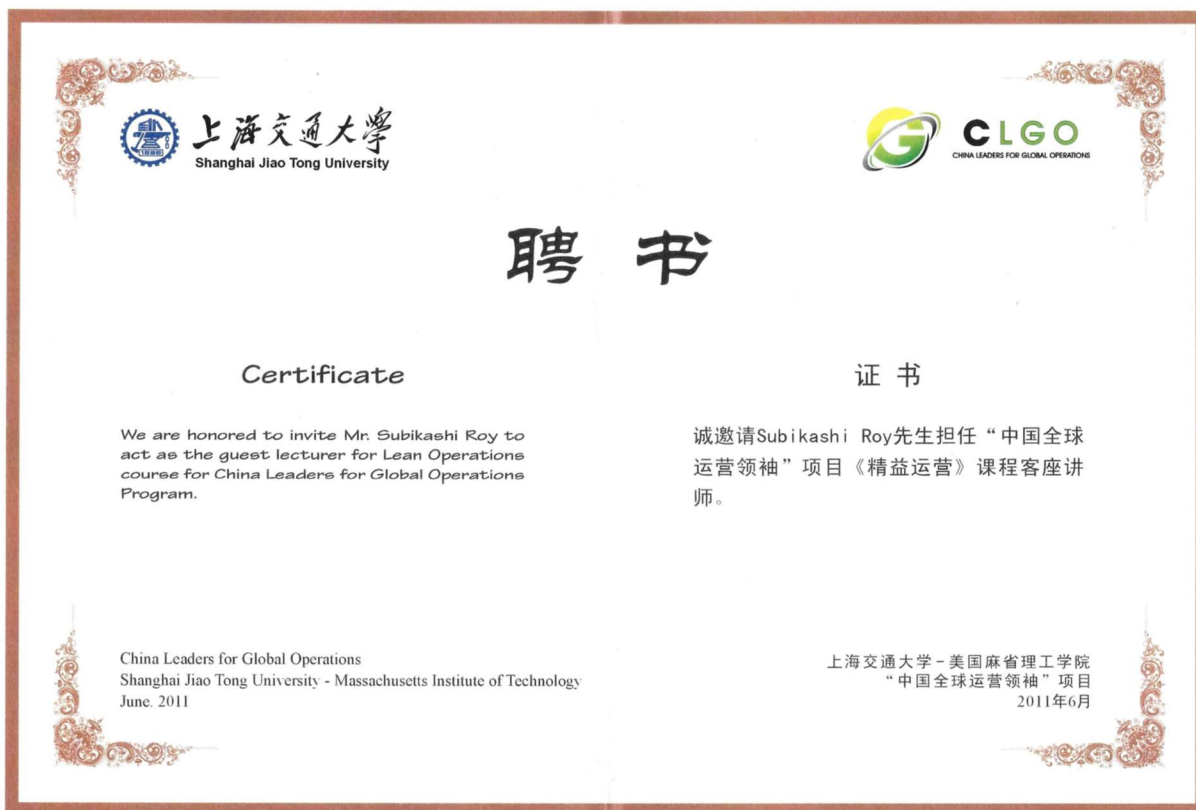 上海交通大學
Shanghai Jiao Tong University
CLGO
CHINA LEADERS FOR GLOBAL OPERATIONS
聘书
Certificate
We are honored to invite Mr. Subikashi Roy to
act as the guest lecturer for Lean Operations
course for China Leaders for Global Operations
Program.
China Leaders for Global Operations
Shanghai Jiao Tong University - Massachusetts Institute of Technology
June. 2011
证书
诚邀请Subikashi Roy先生担任“中国全球
运营领袖”项目《精益运营》课程客座讲
师。
上海交通大学-美国麻省理工学院
“中国全球运营领袖”项目
2011年6月